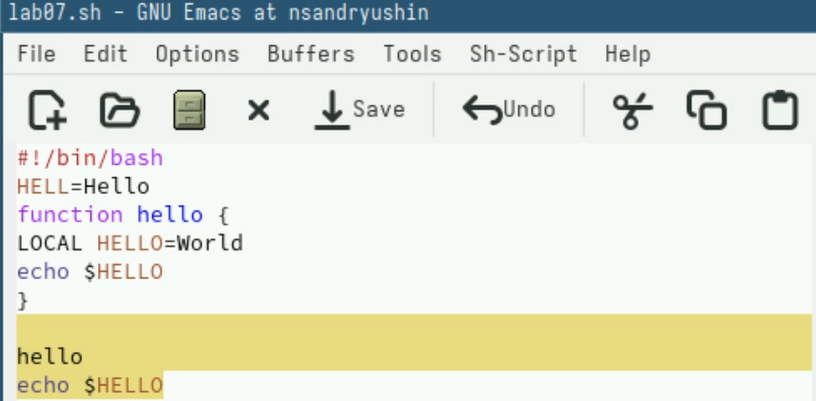 lab07.sh - GNU Emacs at nsandryushin
File Edit Options Buffers Tools Sh-Script Help
Save Undo
#!/bin/bash
HELL=Hello
function hello {
LOCAL HELLO=World
echo $HELLO
}
hello
echo $HELLO